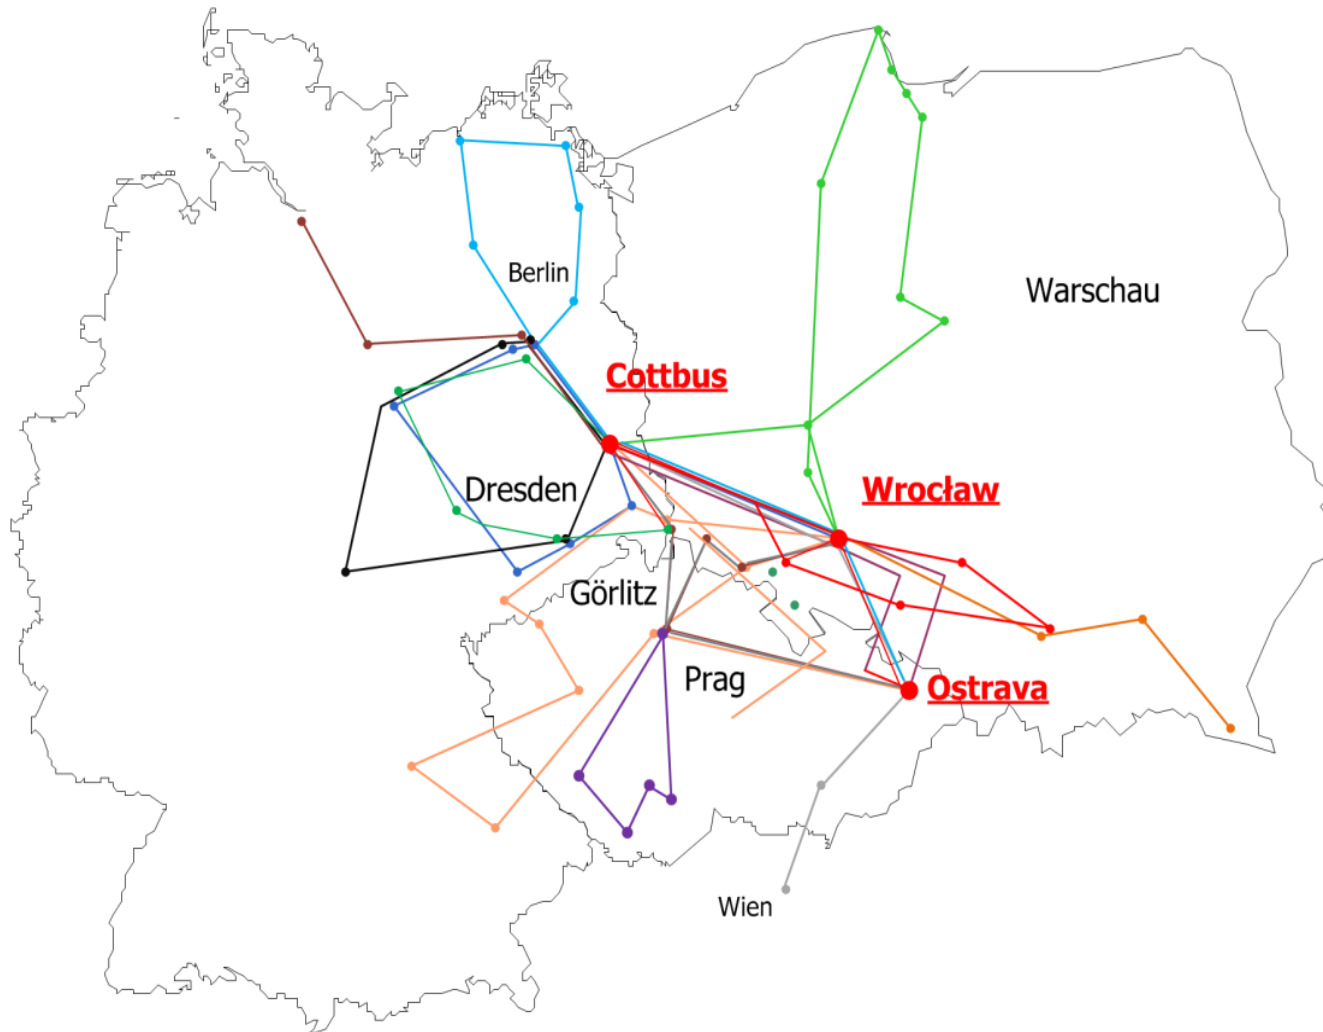 Berlin
Warschau
Cottbus
Dresden
Wrocław
Görlitz
Prag
Ostrava
Wien